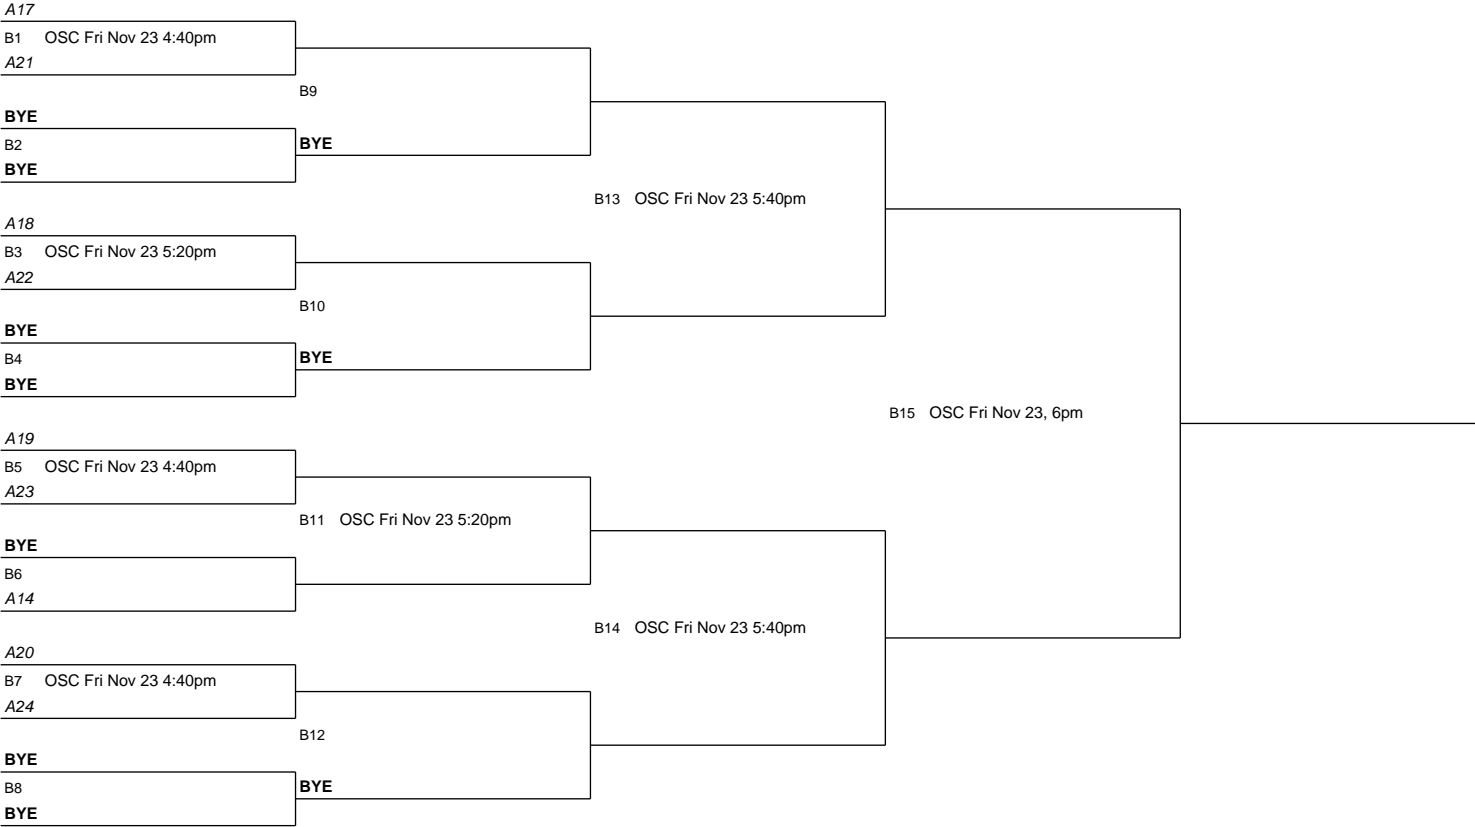 A17
B1 OSC Fri Nov 23 4:40pm
A21
B9
BYE
B2
BYE
BYE
B13 OSC Fri Nov 23 5:40pm
A18
B3 OSC Fri Nov 23 5:20pm
A22
B10
BYE
B4
BYE
BYE
B15 OSC Fri Nov 23, 6pm
A19
B5 OSC Fri Nov 23 4:40pm
A23
B11 OSC Fri Nov 23 5:20pm
BYE
B6
A14
B14 OSC Fri Nov 23 5:40pm
A20
B7 OSC Fri Nov 23 4:40pm
A24
B12
BYE
B8
BYE
BYE